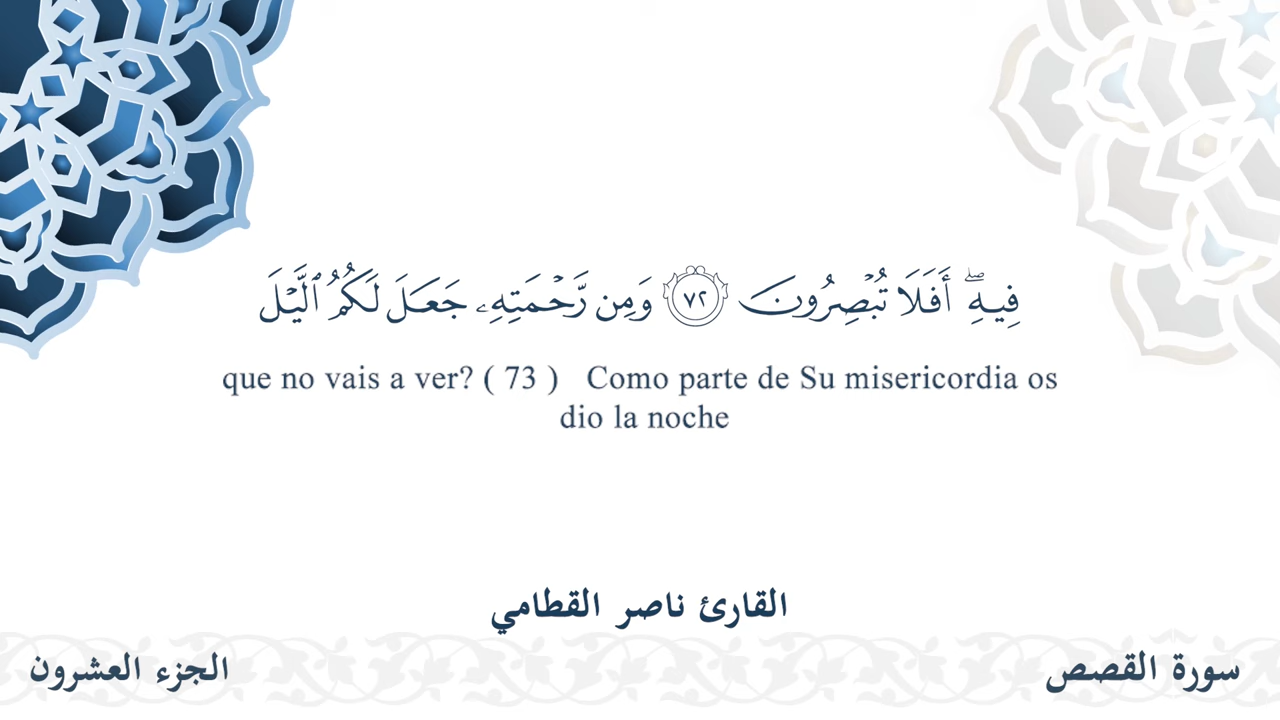 فِيهِۖ أَفَلَا تُبۡصِرُونَ ٧٢ وَمِن رَّحۡمَتِهِۦ جَعَلَ لَكُمُ ٱلَّيۡلَ
que no vais a ver? ( 73 ) Como parte de Su misericordia os
dio la noche
القارئ ناصر القطامي
سورة القصص
الجزء العشرون